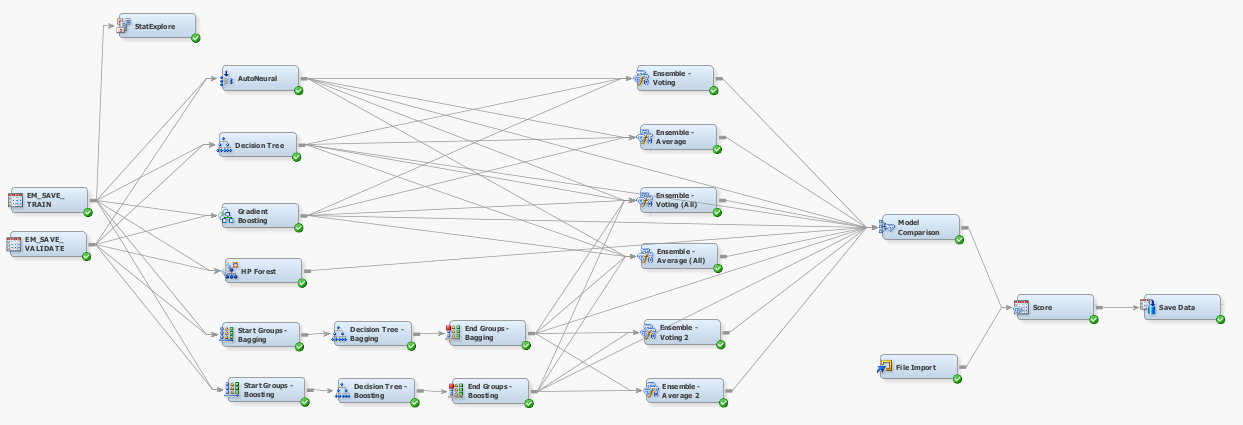 StatExplore
AutoNeural
Ensemble -
Voting
Decision Tree
Ensemble -
Average
EM_SAVE_
TRAIN
Ensemble -
Voting (All)
Gradient
Boosting
Model
Comparison
EM_SAVE_
VALIDATE
Ensemble -
Average (All)
HP Forest
Score
Save Data
Start Groups -
Bagging
Decision Tree -
Bagging
End Groups -
Bagging
Ensemble -
Voting 2
File Import
Start Groups -
Boosting
Decision Tree -
Boosting
End Groups -
Boosting
Ensemble -
Average 2